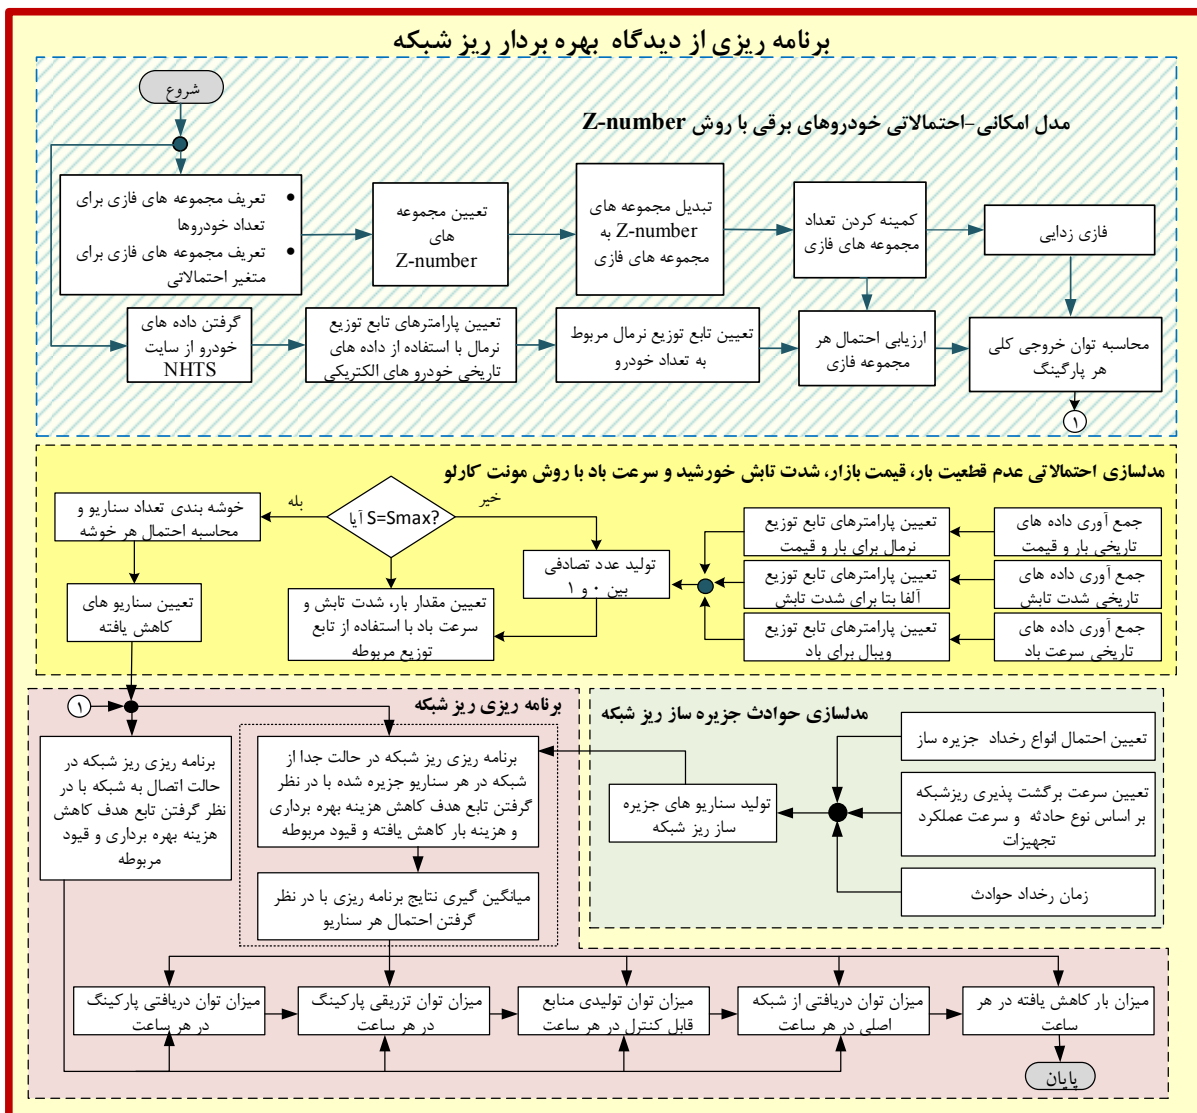 برنامه ریزی از دیدگاه بهره بردار ریز شبکه
شروع
مدل امکانی-احتمالاتی خودروهای برقی با روش Z-number
تعریف مجموعه های فازی برای
تعداد خودروها
تعریف مجموعه های فازی برای
متغیر احتمالاتی
تعیین مجموعه
های
Z-number
تبدیل مجموعه های
Z-number به
مجموعه های فازی
کمینه کردن تعداد
مجموعه های فازی
فازی زدایی
گرفتن داده های
خودرو از سایت
NHTS
تعیین پارامترهای تابع توزیع
نرمال با استفاده از داده های
تاریخی خودرو های الکتریکی
تعیین تابع توزیع نرمال مربوط
به تعداد خودرو
ارزیابی احتمال هر
مجموعه فازی
محاسبه توان خروجی کلی
هر پارگینگ
۱
مدلسازی احتمالاتی عدم قطعیت بار، قیمت بازار، شدت تابش خورشید و سرعت باد با روش مونت کارلو
جمع آوری داده های
تاریخی بار و قیمت
تعیین پارامترهای تابع توزیع
نرمال برای بار و قیمت
جمع آوری داده های
تاریخی شدت تابش
تعیین پارامترهای تابع توزیع
آلفا بتا برای شدت تابش
جمع آوری داده های
تاریخی سرعت باد
تعیین پارامترهای تابع توزیع
ویبال برای باد
تولید عدد تصادفی
بین ۰ و ۱
خیر
آیا S=Smax?
بله
تعیین مقدار بار، شدت تابش و
سرعت باد با استفاده از تابع
توزیع مربوطه
خوشه بندی تعداد سناریو و
محاسبه احتمال هر خوشه
تعیین سناریو های
کاهش یافته
مدلسازی حوادث جزیره ساز ریز شبکه
تعیین احتمال انواع رخداد جزیره ساز
تعیین سرعت برگشت پذیری ریزشبکه
بر اساس نوع حادثه و سرعت عملکرد
تجهیزات
زمان رخداد حوادث
تولید سناریو های جزیره
ساز ریز شبکه
برنامه ریزی ریز شبکه
۱
برنامه ریزی ریز شبکه در حالت جدا از
شبکه در هر سناریو جزیره شده با در نظر
گرفتن تابع هدف کاهش هزینه بهره برداری
و هزینه بار کاهش یافته و قیود مربوطه
میانگین گیری نتایج برنامه ریزی با در نظر
گرفتن احتمال هر سناریو
برنامه ریزی ریز شبکه در
حالت اتصال به شبکه با در
نظر گرفتن تابع هدف کاهش
هزینه بهره برداری و قیود
مربوطه
میزان توان دریافتی پارکینگ
در هر ساعت
میزان توان تزریقی پارکینگ
در هر ساعت
میزان توان تولیدی منابع
قابل کنترل در هر ساعت
میزان توان دریافتی از شبکه
اصلی در هر ساعت
میزان بار کاهش یافته در هر
ساعت
پایان